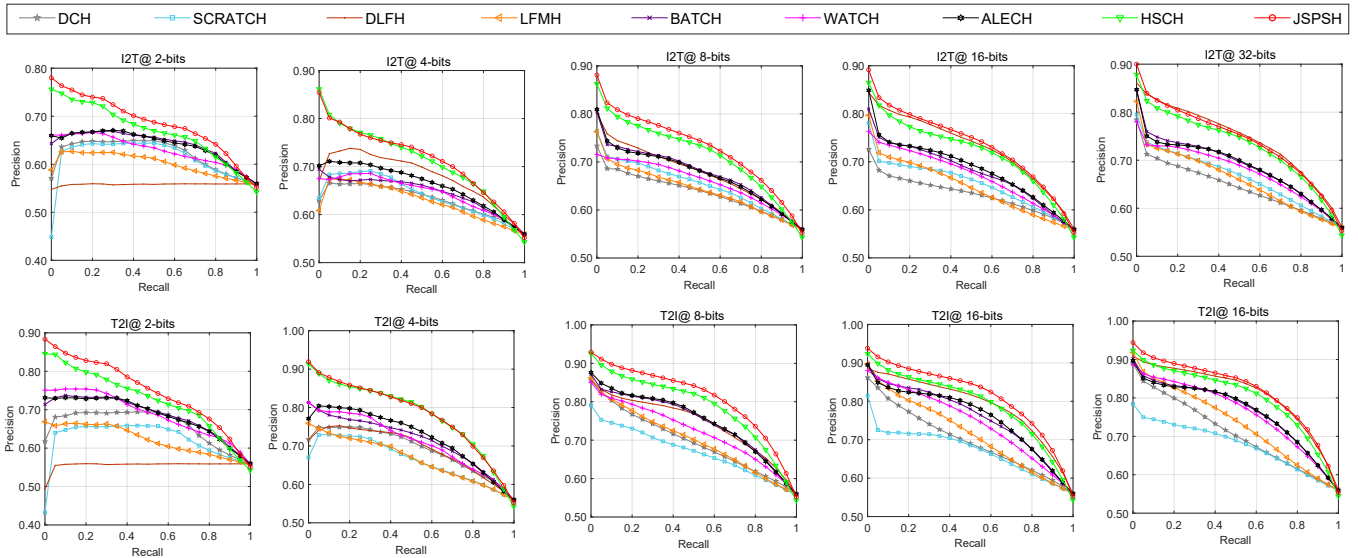 DCH SCRATCH DLFH LFMH BATCH WATCH ALECH HSCH JSPSH
I2T@ 2-bits
0.80
0.70
0.60
0.50
0.40
Precision
0 0.2 0.4 0.6 0.8 1
Recall
I2T@ 4-bits
0.90
0.80
0.70
0.60
0.50
Precision
0 0.2 0.4 0.6 0.8 1
Recall
I2T@ 8-bits
0.90
0.80
0.70
0.60
0.50
Precision
0 0.2 0.4 0.6 0.8 1
Recall
I2T@ 16-bits
0.90
0.80
0.70
0.60
0.50
Precision
0 0.2 0.4 0.6 0.8 1
Recall
I2T@ 32-bits
0.90
0.80
0.70
0.60
0.50
Precision
0 0.2 0.4 0.6 0.8 1
Recall
T2I@ 2-bits
0.90
0.80
0.70
0.60
0.50
0.40
Precision
0 0.2 0.4 0.6 0.8 1
Recall
T2I@ 4-bits
1.00
0.90
0.80
0.70
0.60
0.50
Precision
0 0.2 0.4 0.6 0.8 1
Recall
T2I@ 8-bits
1.00
0.90
0.80
0.70
0.60
0.50
Precision
0 0.2 0.4 0.6 0.8 1
Recall
T2I@ 16-bits
1.00
0.90
0.80
0.70
0.60
0.50
Precision
0 0.2 0.4 0.6 0.8 1
Recall
T2I@ 16-bits
1.00
0.90
0.80
0.70
0.60
0.50
Precision
0 0.2 0.4 0.6 0.8 1
Recall